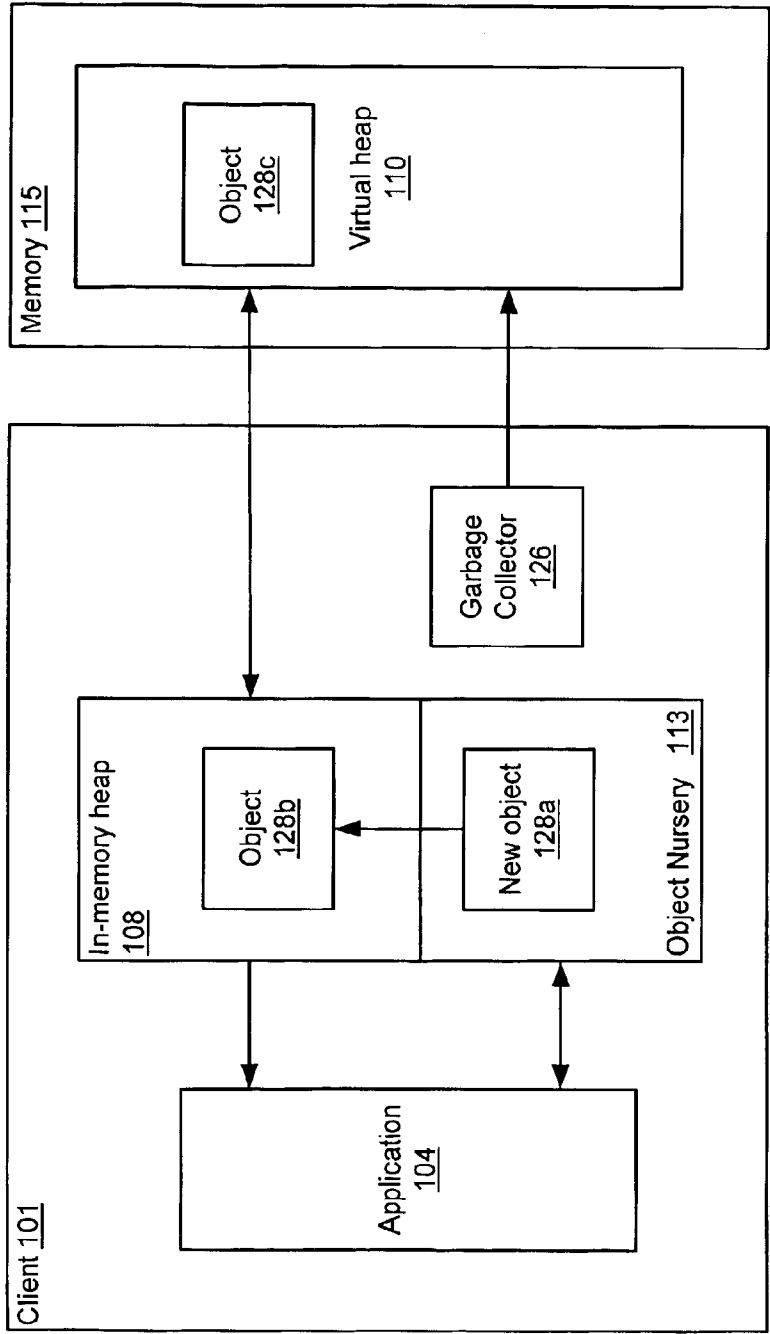 Client 101
Application
104
In-memory heap
108
Object
128b
New object
128a
Object Nursery 113
Garbage
Collector
126
Memory 115
Object
128c
Virtual heap
110